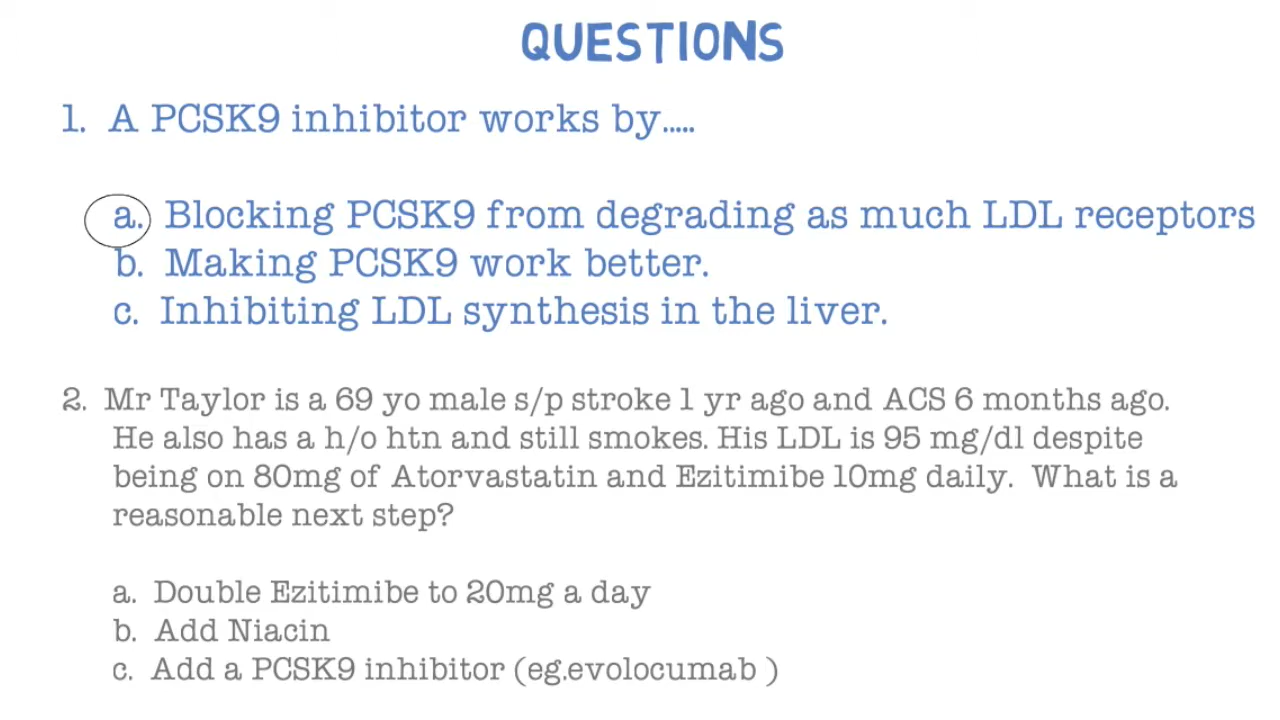 QUESTIONS
1. A PCSK9 inhibitor works by.....
a. Blocking PCSK9 from degrading as much LDL receptors
b. Making PCSK9 work better.
c. Inhibiting LDL synthesis in the liver.
2. Mr Taylor is a 69 yo male s/p stroke 1 yr ago and ACS 6 months ago.
He also has a h/o htn and still smokes. His LDL is 95 mg/dl despite
being on 80mg of Atorvastatin and Ezitimibe 10mg daily. What is a
reasonable next step?
a. Double Ezitimibe to 20mg a day
b. Add Niacin
c. Add a PCSK9 inhibitor (eg.evolocumab )